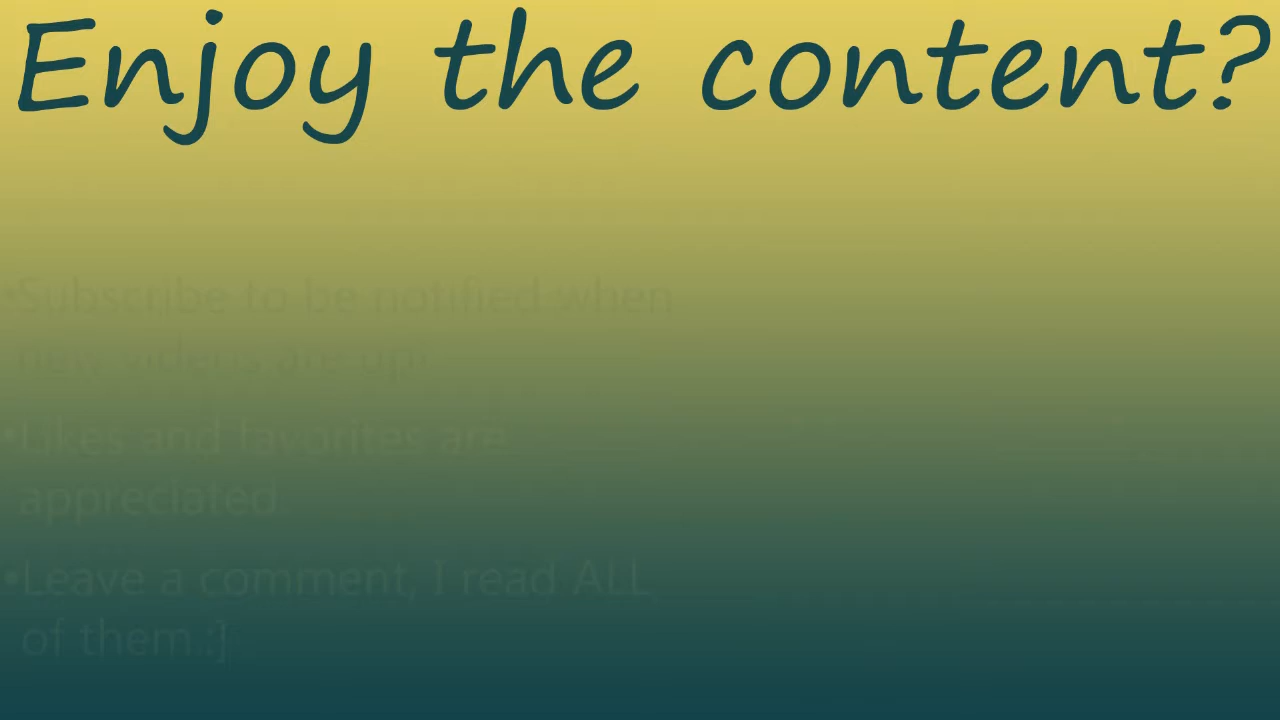 Enjoy the content?
•Subscribe to be notified when
new videos are up!
•Likes and favorites are
appreciated
•Leave a comment, I read ALL
of them.:]